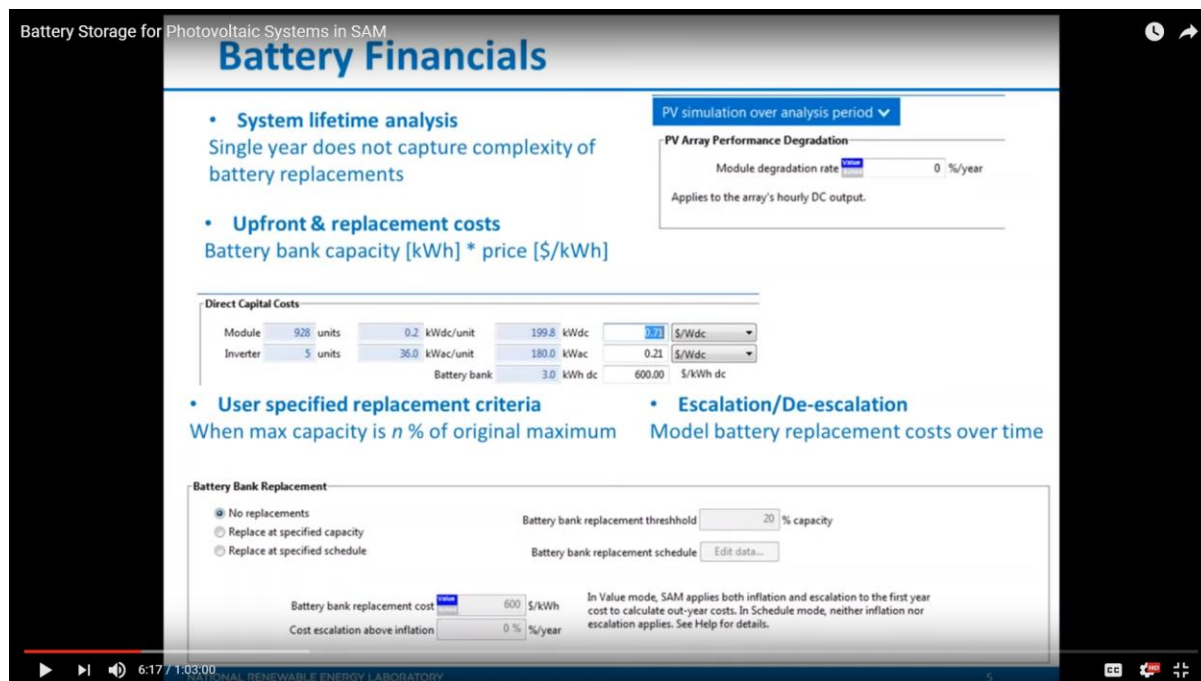 Battery Storage for Photovoltaic Systems in SAM
Battery Financials
• System lifetime analysis
Single year does not capture complexity of
battery replacements
PV simulation over analysis period
PV Array Performance Degradation
Module degradation rate Value 0 %/year
Applies to the array's hourly DC output.
• Upfront & replacement costs
Battery bank capacity [kWh] * price [$/kWh]
Direct Capital Costs
Module 928 units 0.2 kWdc/unit 199.8 kWdc 0.71 $/Wdc
Inverter 5 units 36.0 kWac/unit 180.0 kWac 0.21 $/Wdc
Battery bank 3.0 kWh dc 600.00 $/kWh dc
• User specified replacement criteria
When max capacity is n % of original maximum
• Escalation/De-escalation
Model battery replacement costs over time
Battery Bank Replacement
No replacements
Replace at specified capacity
Replace at specified schedule
Battery bank replacement threshhold 20 % capacity
Battery bank replacement schedule Edit data...
Battery bank replacement cost Value 600 $/kWh
Cost escalation above inflation 0 % %/year
In Value mode, SAM applies both inflation and escalation to the first year
cost to calculate out-year costs. In Schedule mode, neither inflation nor
escalation applies. See Help for details.
6:17 / 1:03:00
CC
HD
NATIONAL RENEWABLE ENERGY LABORATORY
5